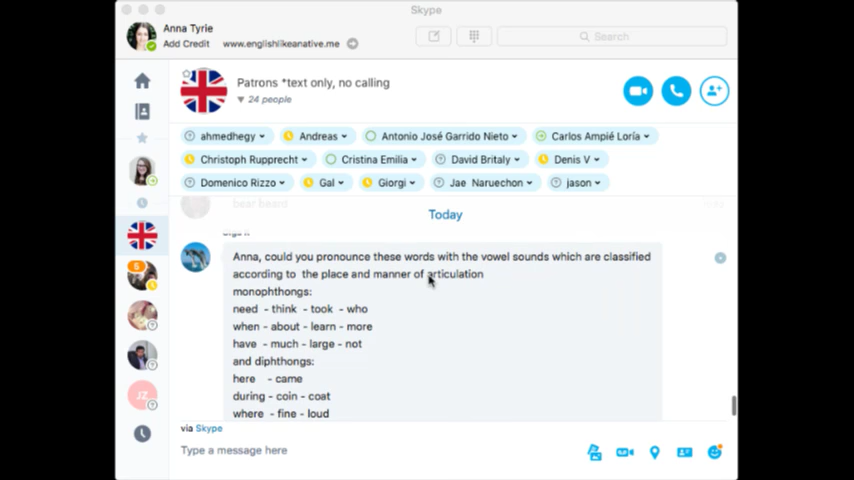 Skype
Anna Tyrie
Add Credit www.englishlikeanative.me
Search
Patrons *text only, no calling
24 people
ahmedhegy Andreas Antonio José Garrido Nieto Carlos Ampié Loría
Christoph Rupprecht Cristina Emilia David Britaly Denis V
Domenico Rizzo Gal Giorgi Jae Naruechon jason
bear beard
Today
Anna, could you pronounce these words with the vowel sounds which are classified
according to the place and manner of articulation
monophthongs:
need - think - took - who
when - about - learn - more
have - much - large - not
and diphthongs:
here - came
during - coin - coat
where - fine - loud
6
JZ
via Skype
Type a message here